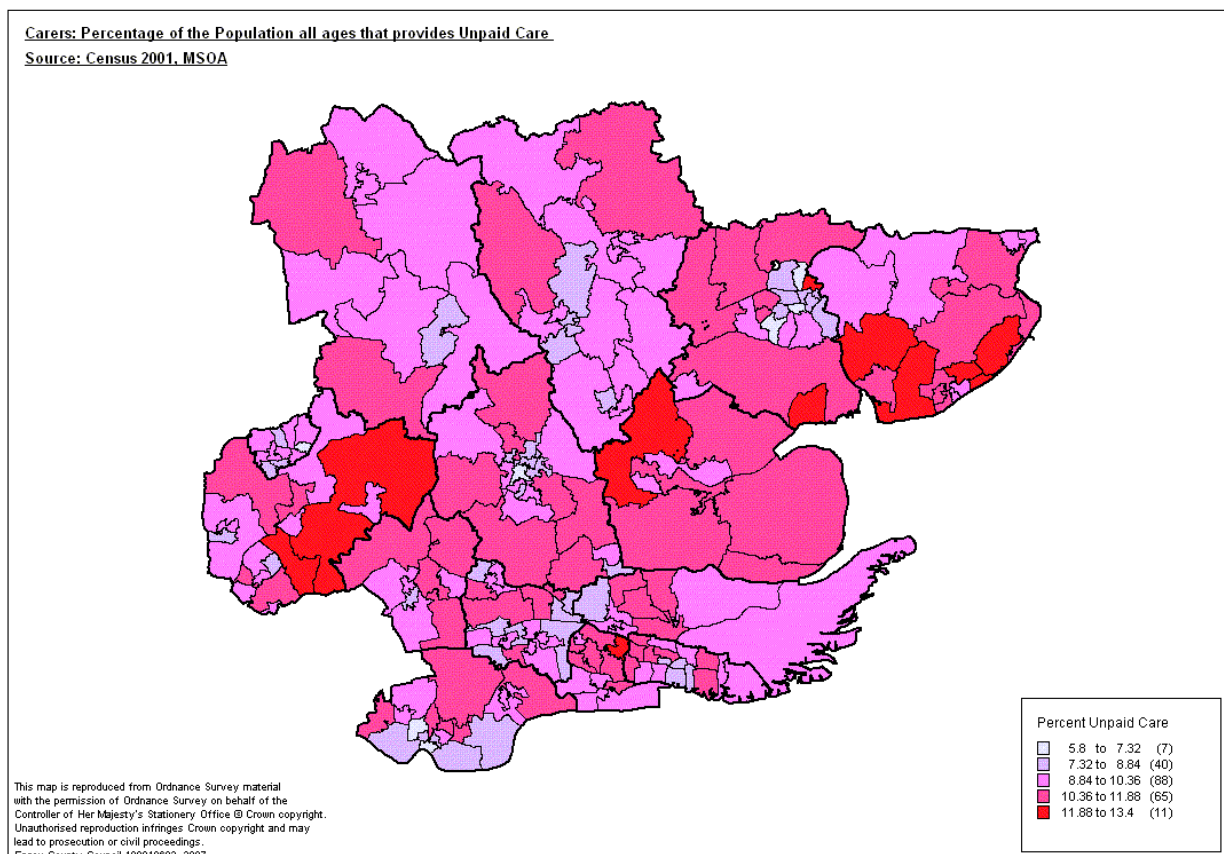 Carers: Percentage of the Population all ages that provides Unpaid Care
Source: Census 2001, MSOA
Percent Unpaid Care
5.8 to 7.32 (7)
7.32 to 8.84 (40)
8.84 to 10.36 (88)
10.36 to 11.88 (65)
11.88 to 13.4 (11)
This map is reproduced from Ordnance Survey material
with the permission of Ordnance Survey on behalf of the
Controller of Her Majesty's Stationery Office © Crown copyright.
Unauthorised reproduction infringes Crown copyright and may
lead to prosecution or civil proceedings.
Essex County Council